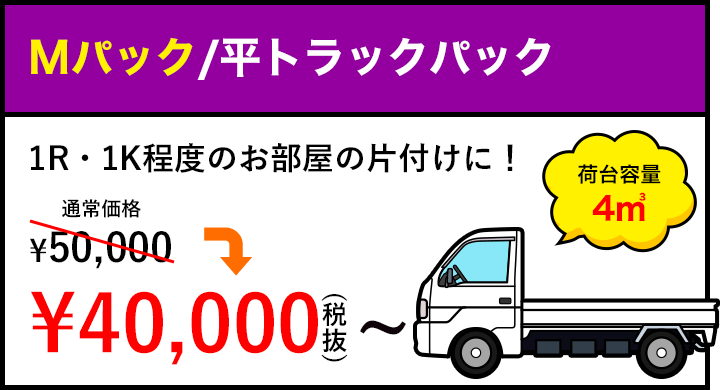 Mパック/平トラックパック
1R・1K程度のお部屋の片付けに！
荷台容量
4㎥
通常価格
¥50,000
¥40,000(税抜)～